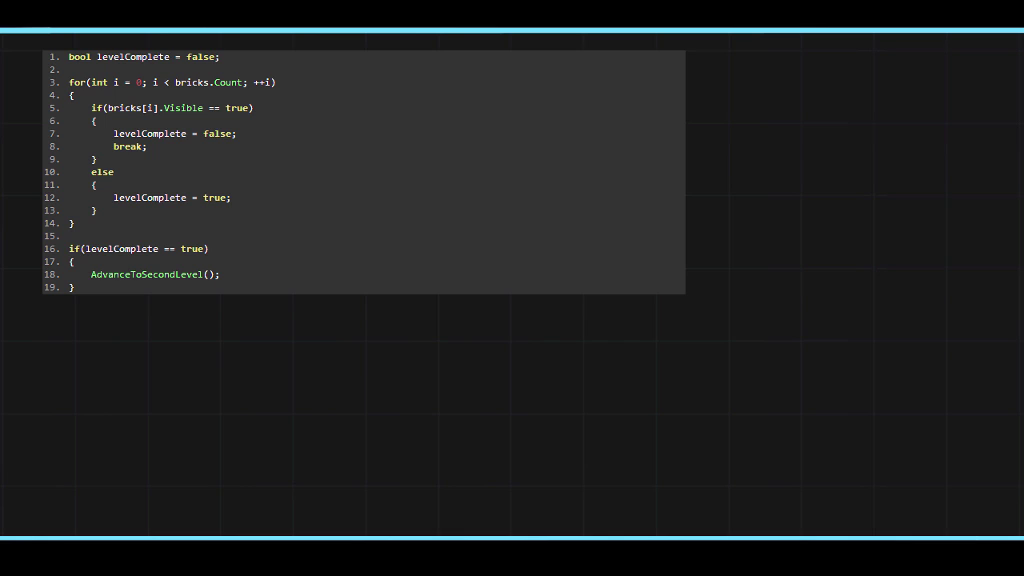 1. bool levelComplete = false;
2.
3. for(int i = 0; i < bricks.Count; ++i)
4. {
5. if(bricks[i].Visible == true)
6. {
7. levelComplete = false;
8. break;
9. }
10. else
11. {
12. levelComplete = true;
13. }
14. }
15.
16. if(levelComplete == true)
17. {
18. AdvanceToSecondLevel();
19. }